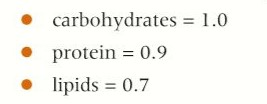 • carbohydrates = 1.0
• protein = 0.9
• lipids = 0.7